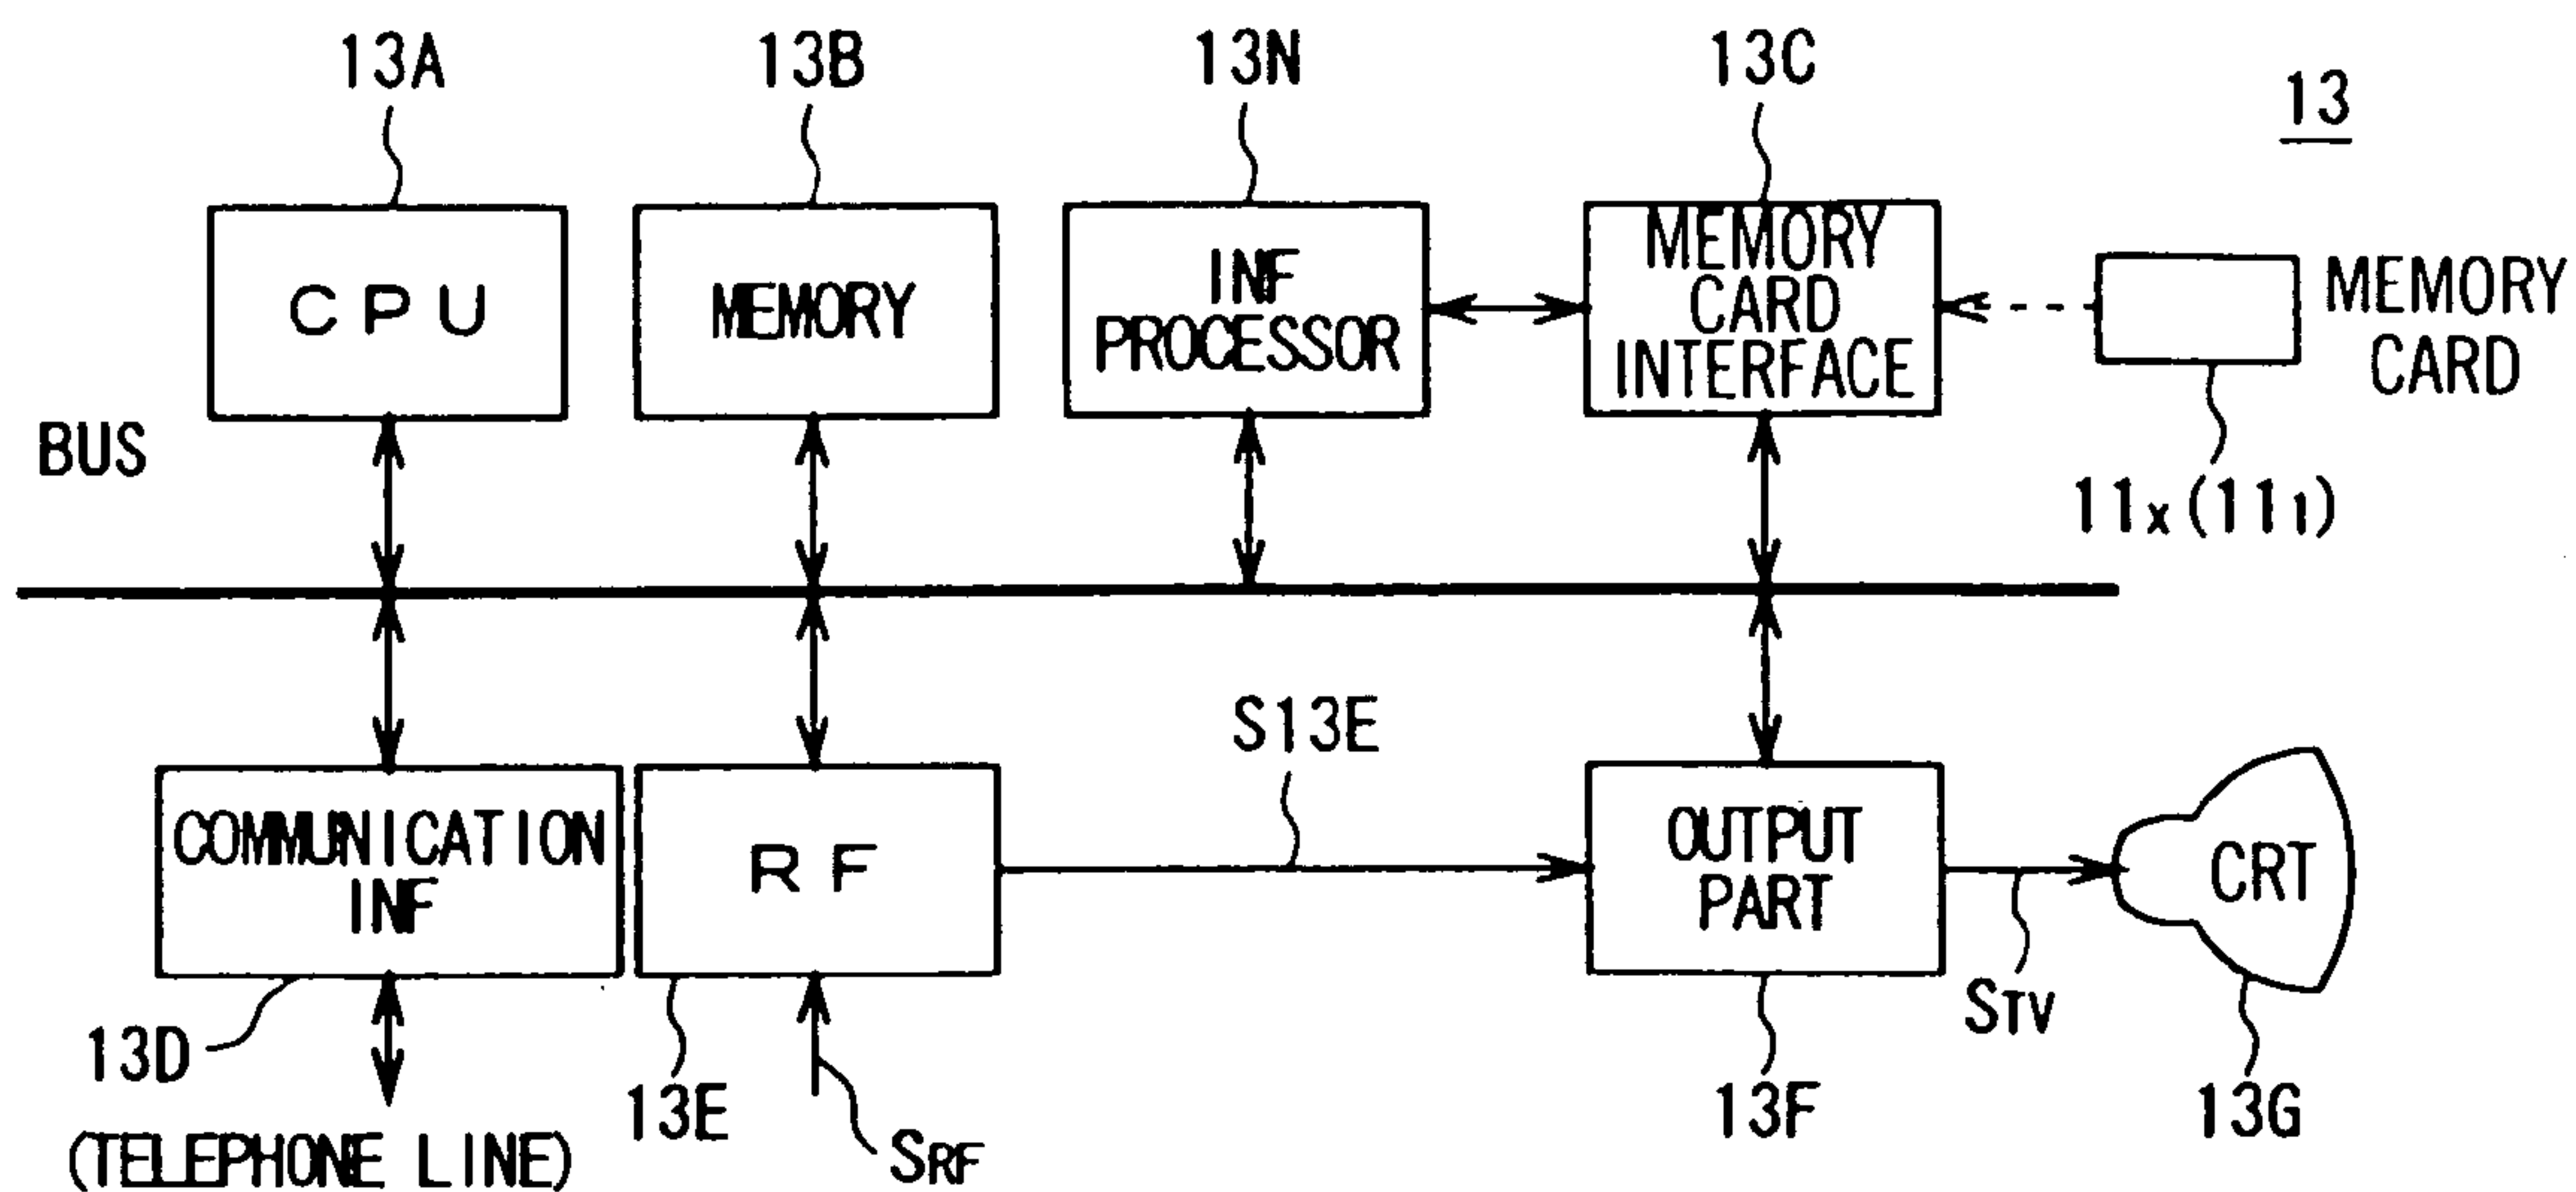 13A
13B
13N
13C
13
CPU
MEMORY
INF
PROCESSOR
MEMORY
CARD
INTERFACE
MEMORY
CARD
BUS
11x(111)
S13E
COMMUNICATION
INF
RF
OUTPUT
PART
CRT
STV
13D
13E
13F
13G
(TELEPHONE LINE)
SRF